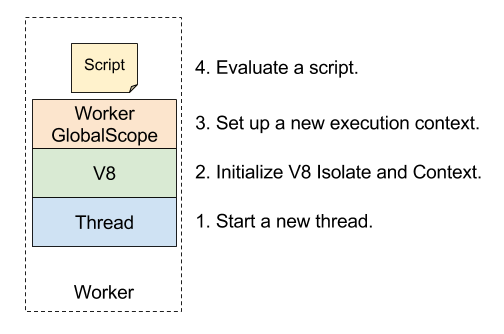 Script
4. Evaluate a script.
Worker
GlobalScope
3. Set up a new execution context.
V8
2. Initialize V8 Isolate and Context.
Thread
1. Start a new thread.
Worker